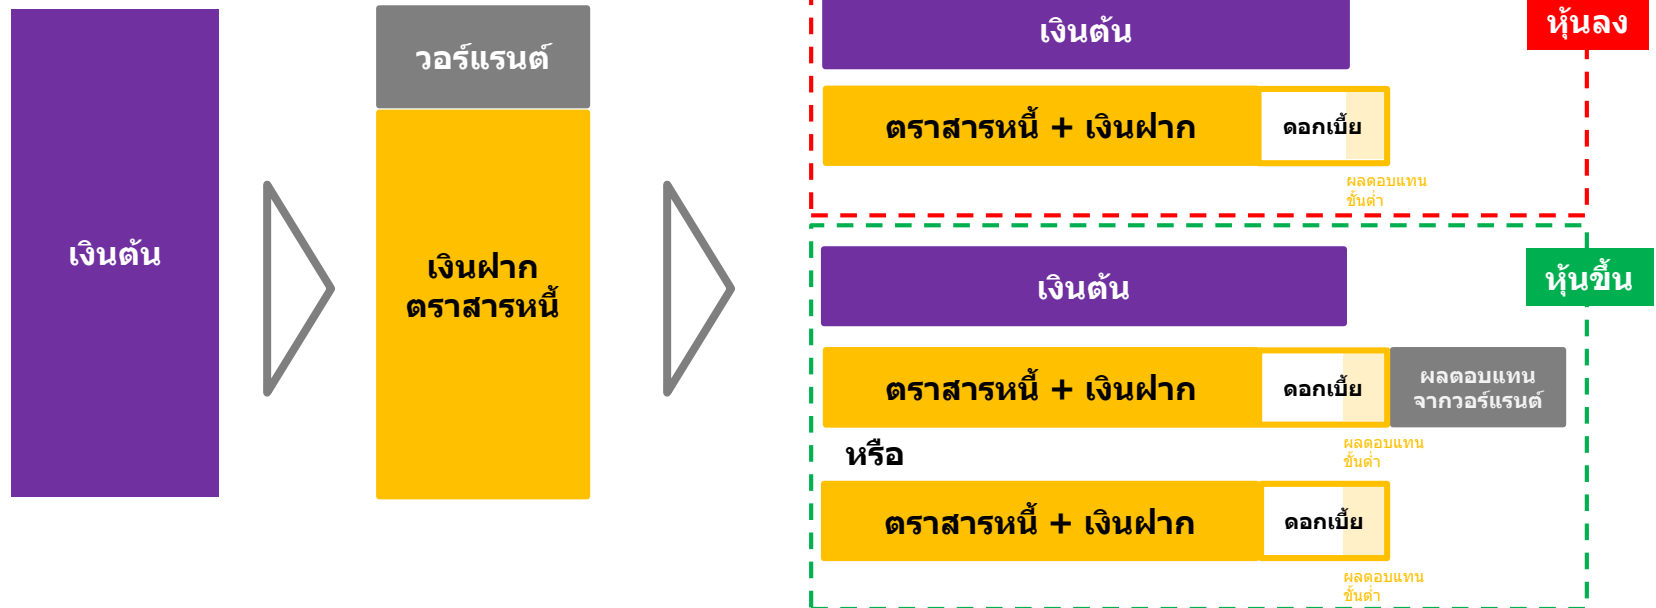 เงินต้น
วอร์แรนต์
เงินฝาก
ตราสารหนี้
หุ้นลง
เงินต้น
ตราสารหนี้ + เงินฝาก
ดอกเบี้ย
ผลตอบแทน
ขั้นต่ำ
หุ้นขึ้น
เงินต้น
ตราสารหนี้ + เงินฝาก
ดอกเบี้ย
ผลตอบแทน
จากวอร์แรนต์
ผลตอบแทน
ขั้นต่ำ
หรือ
ตราสารหนี้ + เงินฝาก
ดอกเบี้ย
ผลตอบแทน
ขั้นต่ำ